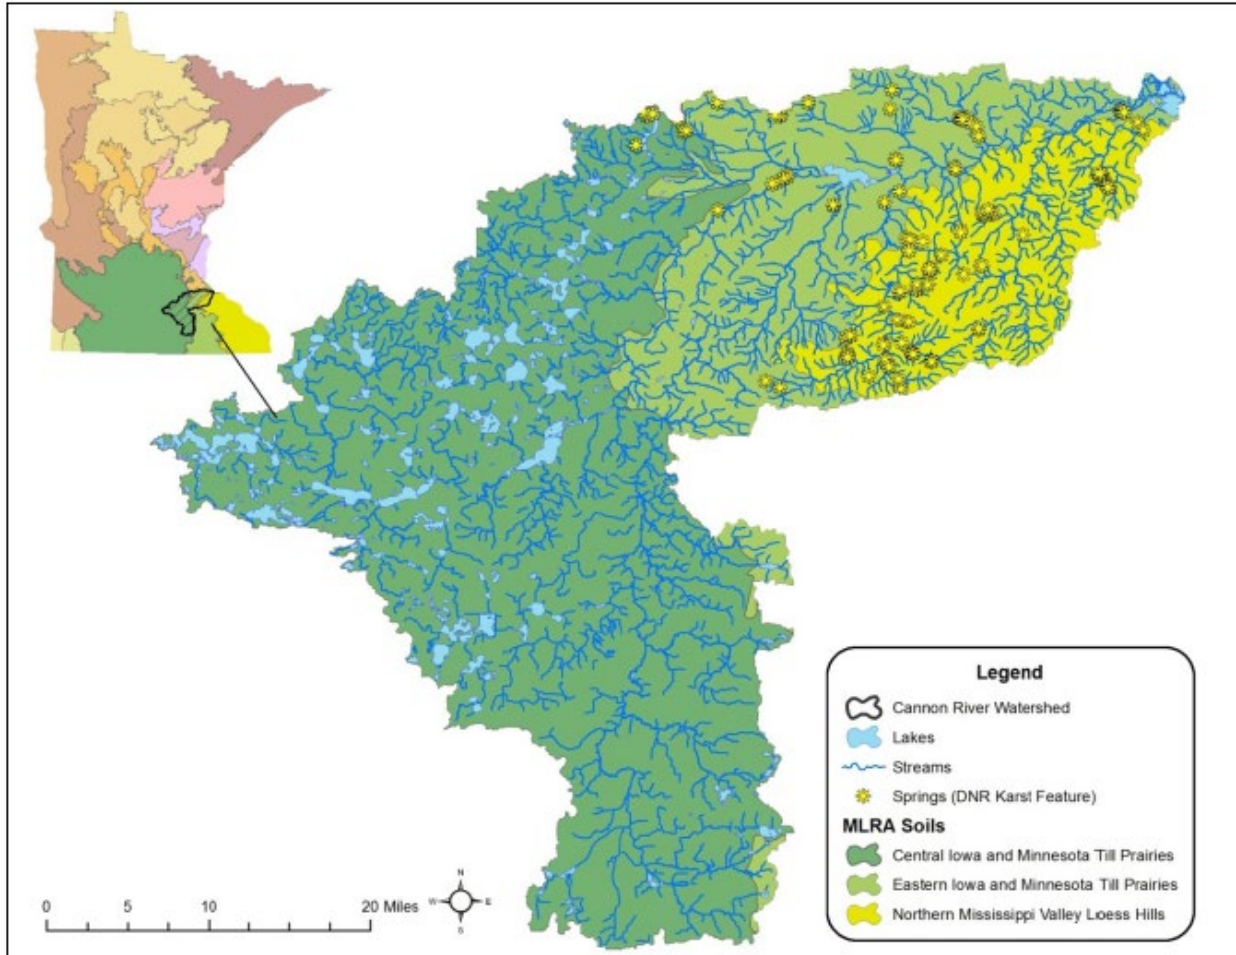 Legend
Cannon River Watershed
Lakes
Streams
Springs (DNR Karst Feature)
MLRA Soils
Central Iowa and Minnesota Till Prairies
Eastern Iowa and Minnesota Till Prairies
Northern Mississippi Valley Loess Hills
0 5 10 20 Miles
N
W E
S